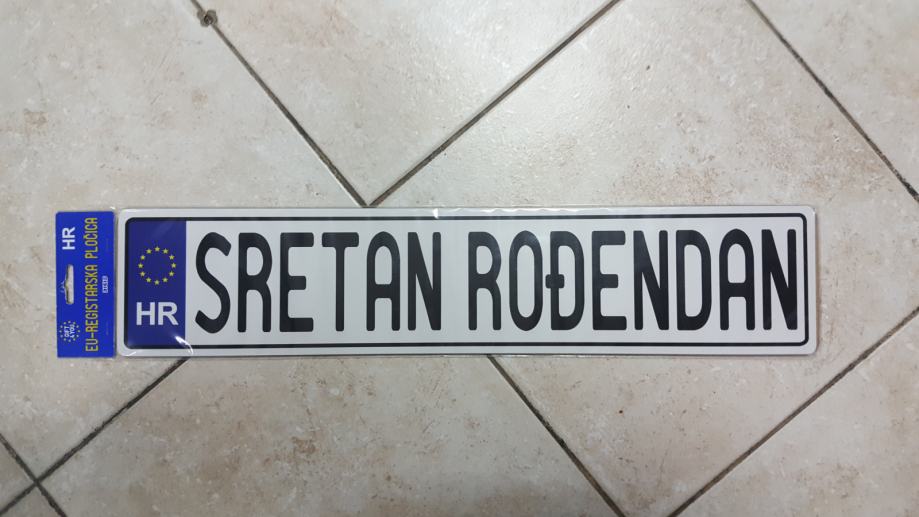 HR
EU-REGISTARSKA PLOČICA
HR
SRETAN ROĐENDAN